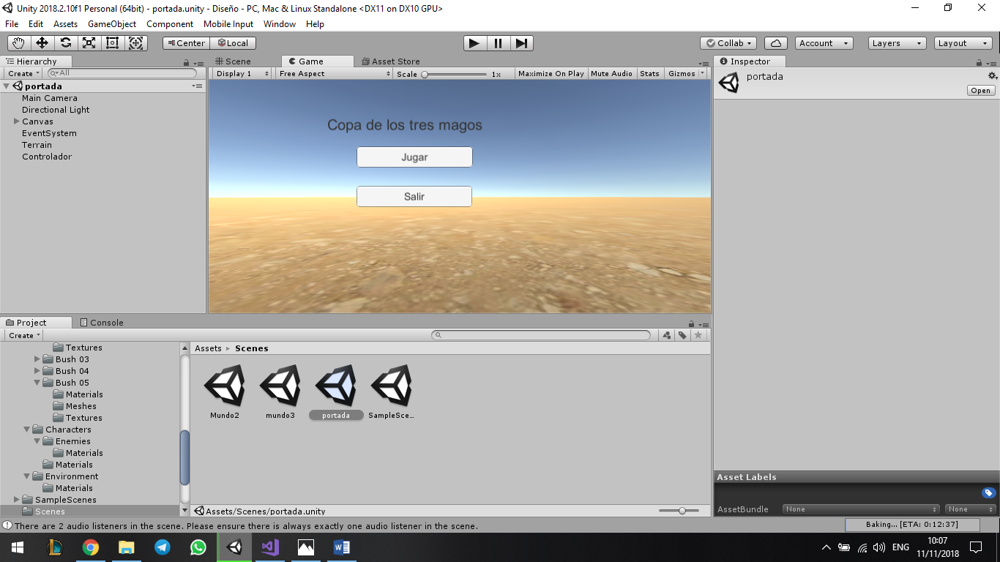 Unity 2018.2.10f1 Personal (64bit) - portada.unity - Diseño - PC, Mac & Linux Standalone <DX11 on DX10 GPU>
File Edit Assets GameObject Component Mobile Input Window Help
Center Local Collab Account Layers Layout
Hierarchy Scene Game Asset Store Inspector
Create All Display 1 Free Aspect Scale 1x Maximize On Play Mute Audio Stats Gizmos portada
Open
portada
Main Camera
Directional Light
Canvas
EventSystem
Terrain
Controlador
Copa de los tres magos
Jugar
Salir
Project Console
Create
Assets Scenes
Textures
Bush 03
Bush 04
Bush 05
Materials
Meshes
Textures
Characters
Enemies
Materials
Materials
Environment
Materials
SampleScenes
Scenes
Mundo2 mundo3 portada SampleSce...
Assets/Scenes/portada.unity
Asset Labels
AssetBundle None None
There are 2 audio listeners in the scene. Please ensure there is always exactly one audio listener in the scene.
Baking... [ETA: 0:12:37]
ENG 10:07
11/11/2018